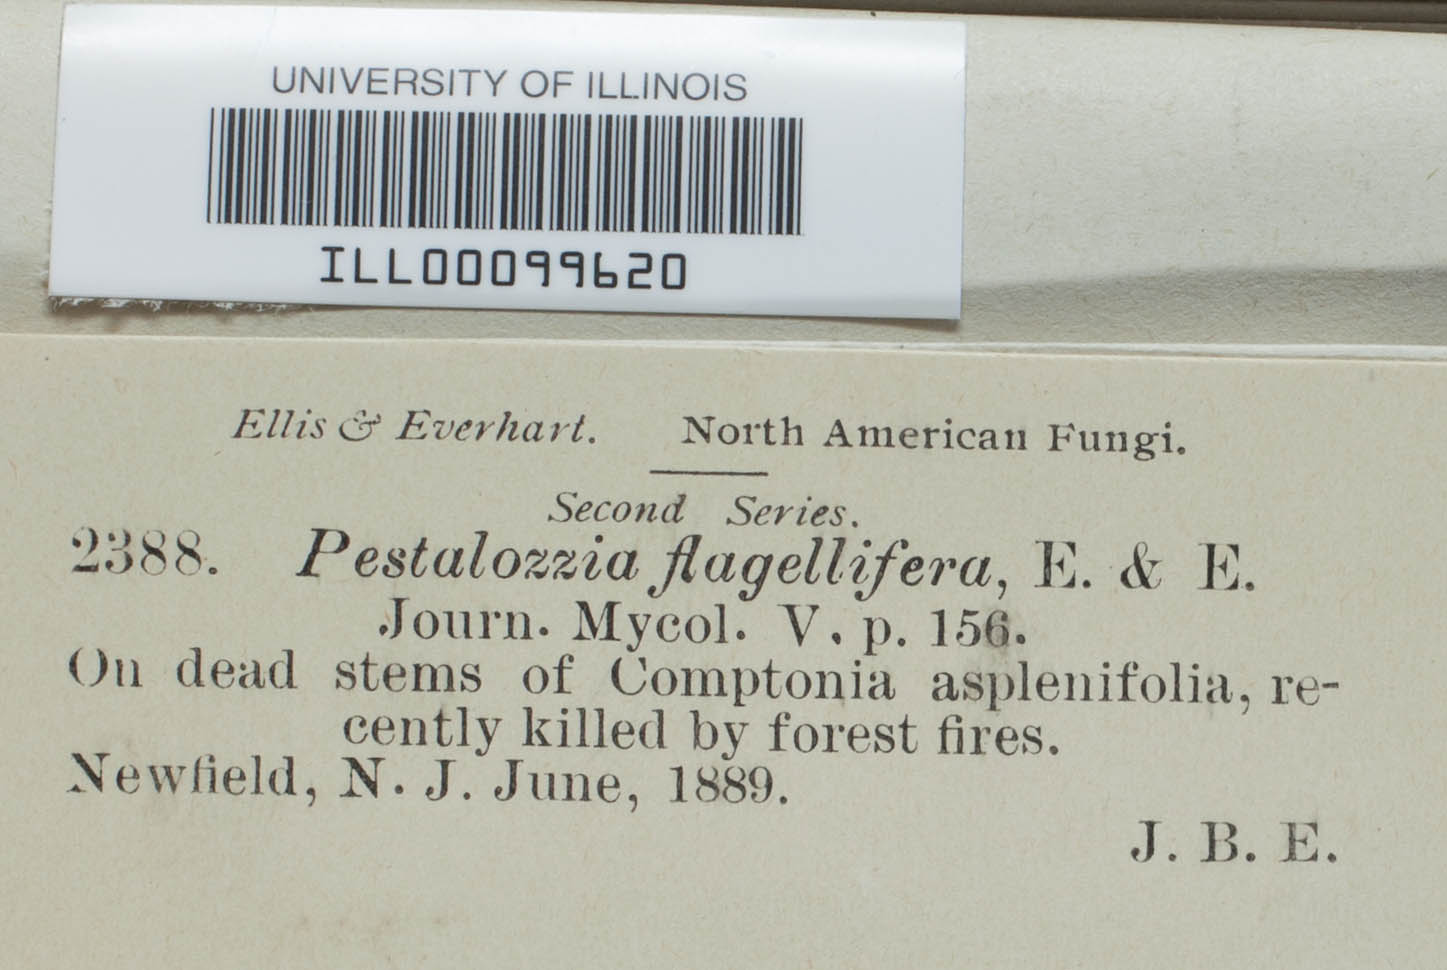 UNIVERSITY OF ILLINOIS
ILL00099620
Ellis & Everhart. North American Fungi.
Second Series.
2388. Pestalozzia flagellifera, E. & E.
Journ. Mycol. V. p. 156.
On dead stems of Comptonia asplenifolia, re-
cently killed by forest fires.
Newfield, N. J. June, 1889.
J. B. E.